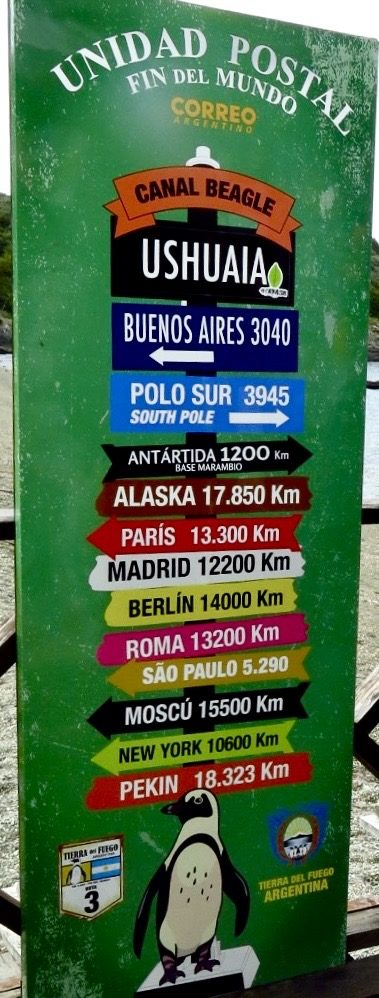 UNIDAD POSTAL
FIN DEL MUNDO
CORREO
ARGENTINO
CANAL BEAGLE
USHUAIA
BUENOS AIRES 3040
POLO SUR 3945
SOUTH POLE
ANTÁRTIDA 1200 Km
BASE MARAMBIO
ALASKA 17.850 Km
PARÍS 13.300 Km
MADRID 12200 Km
BERLÍN 14000 Km
ROMA 13200 Km
SÃO PAULO 5.290
MOSCÚ 15500 Km
NEW YORK 10600 Km
PEKIN 18.323 Km
TIERRA del FUEGO
RUTA
3
TIERRA DEL FUEGO
ARGENTINA